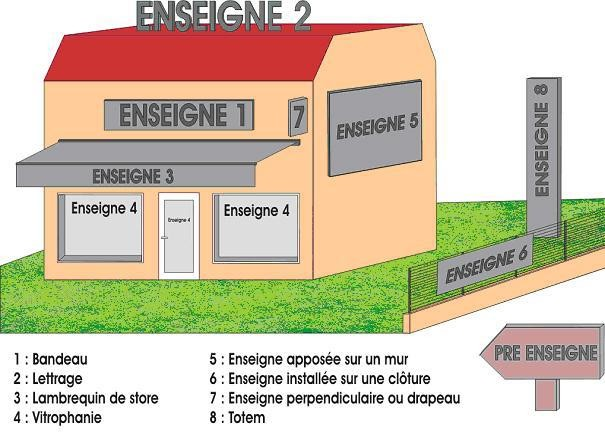 ENSEIGNE 2
ENSEIGNE 1
7
ENSEIGNE 5
ENSEIGNE 8
ENSEIGNE 3
Enseigne 4
Enseigne 4
Enseigne 4
ENSEIGNE 6
PRE ENSEIGNE
1 : Bandeau
2 : Lettrage
3 : Lambrequin de store
4 : Vitrophanie
5 : Enseigne apposée sur un mur
6 : Enseigne installée sur une clôture
7 : Enseigne perpendiculaire ou drapeau
8 : Totem